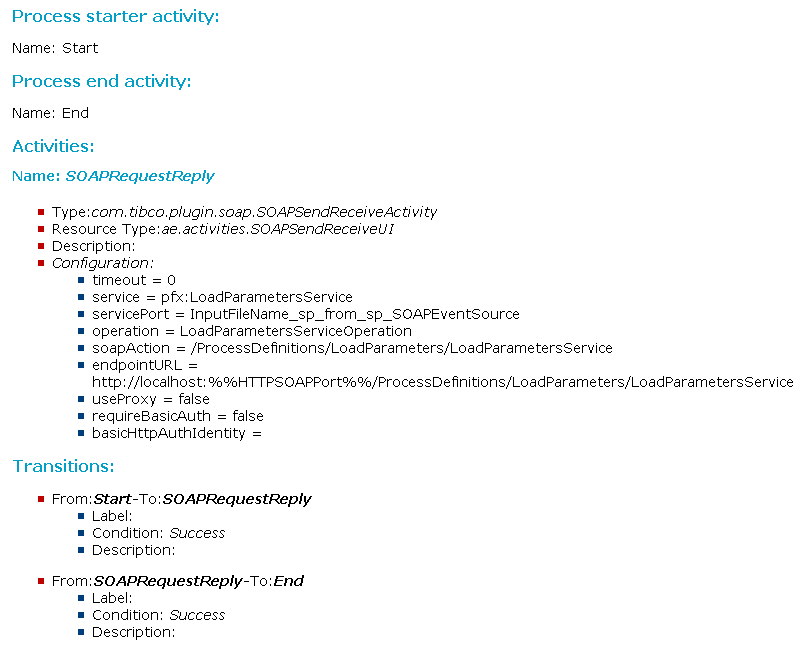 Process starter activity:
Name: Start
Process end activity:
Name: End
Activities:
Name: SOAPRequestReply
Type:com.tibco.plugin.soap.SOAPSendReceiveActivity
Resource Type:ae.activities.SOAPSendReceiveUI
Description:
Configuration:
timeout = 0
service = pfx:LoadParametersService
servicePort = InputFileName_sp_from_sp_SOAPEventSource
operation = LoadParametersServiceOperation
soapAction = /ProcessDefinitions/LoadParameters/LoadParametersService
endpointURL =
http://localhost:%%HTTPSOAPPort%%/ProcessDefinitions/LoadParameters/LoadParametersService
useProxy = false
requireBasicAuth = false
basicHttpAuthIdentity =
Transitions:
From:Start-To:SOAPRequestReply
Label:
Condition: Success
Description:
From:SOAPRequestReply-To:End
Label:
Condition: Success
Description: